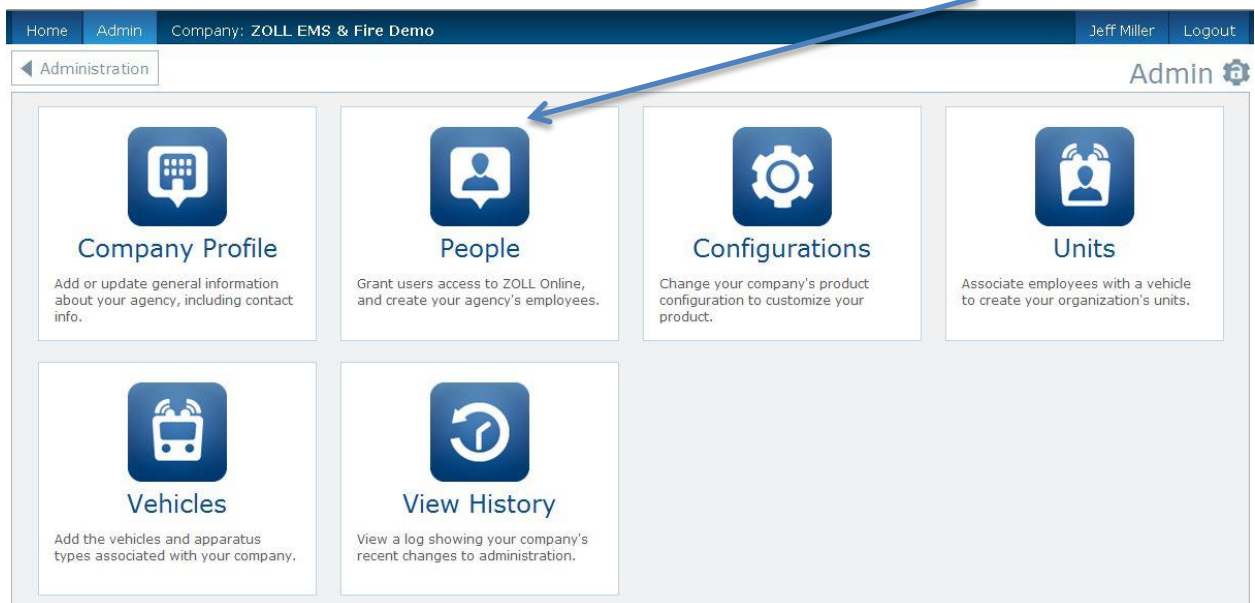 Home Admin Company: ZOLL EMS & Fire Demo Jeff Miller Logout
Administration
Admin
Company Profile
Add or update general information
about your agency, including contact
info.
People
Grant users access to ZOLL Online,
and create your agency's employees.
Configurations
Change your company's product
configuration to customize your
product.
Units
Associate employees with a vehicle
to create your organization's units.
Vehicles
Add the vehicles and apparatus
types associated with your company.
View History
View a log showing your company's
recent changes to administration.